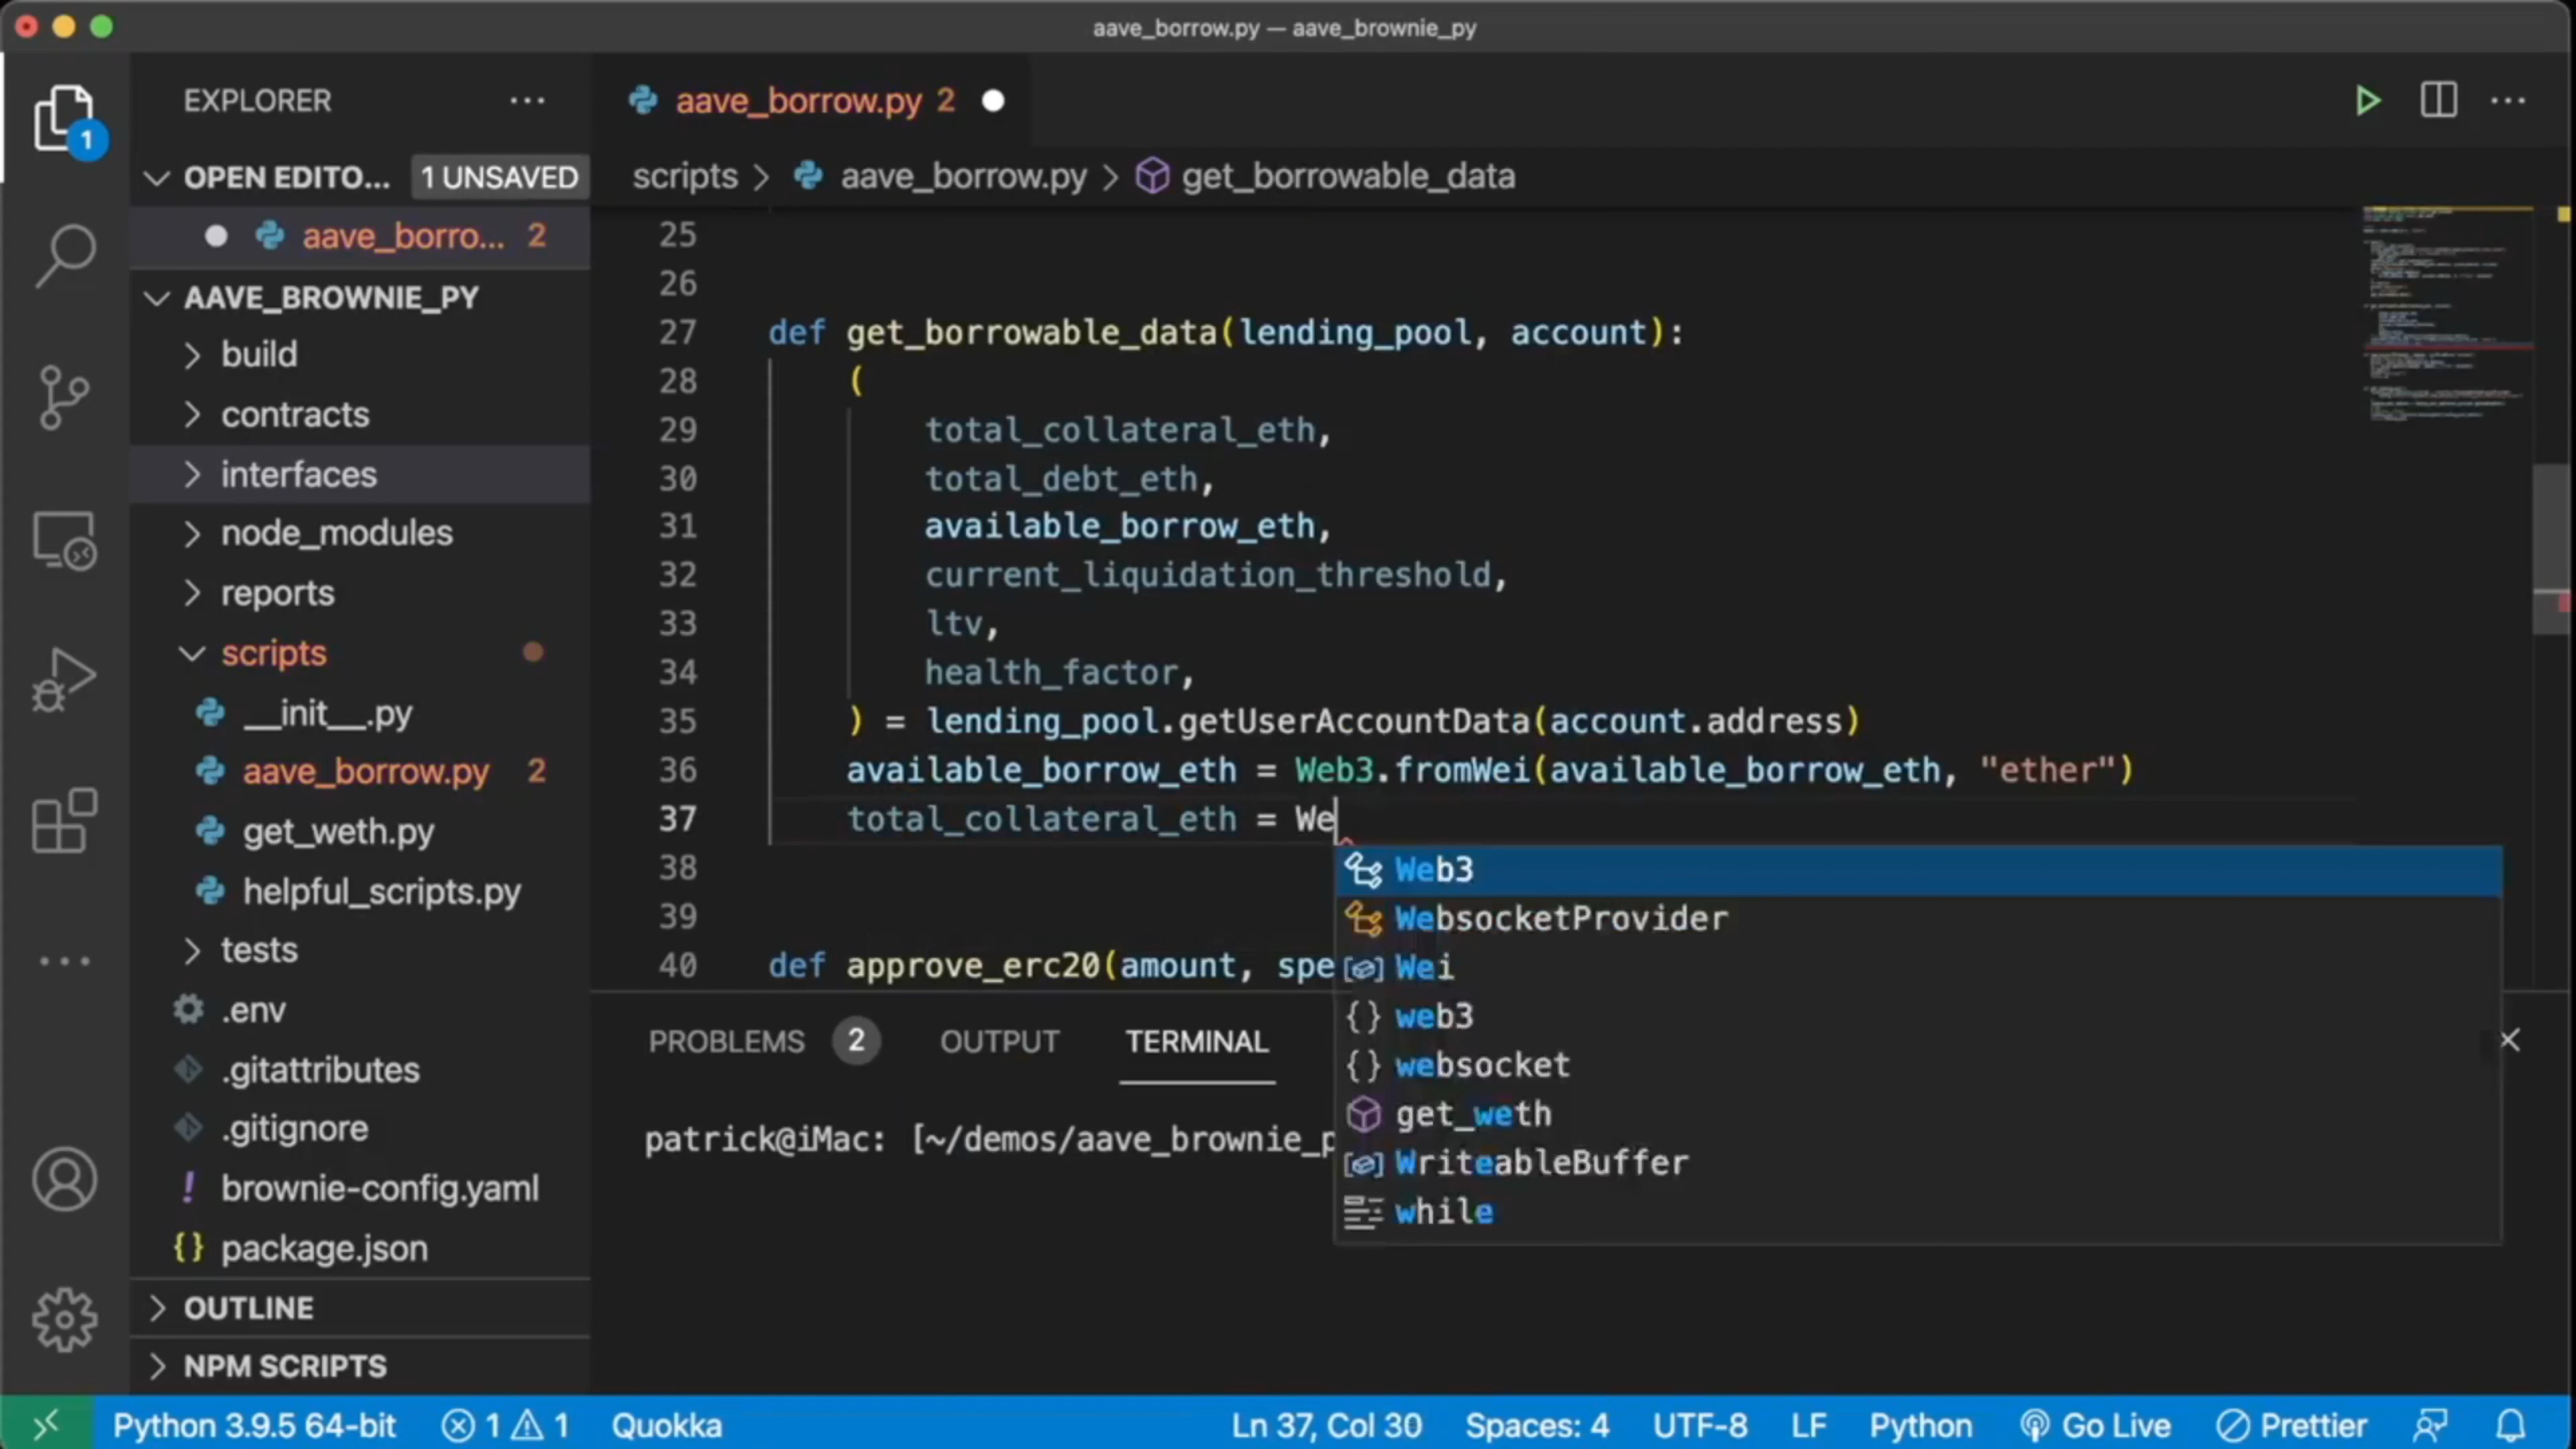 aave_borrow.py — aave_brownie_py
EXPLORER
aave_borrow.py 2
1
OPEN EDITO... 1 UNSAVED
aave_borro... 2
AAVE_BROWNIE_PY
build
contracts
interfaces
node_modules
reports
scripts
__init__.py
aave_borrow.py 2
get_weth.py
helpful_scripts.py
tests
.env
.gitattributes
.gitignore
brownie-config.yaml
package.json
OUTLINE
NPM SCRIPTS
scripts > aave_borrow.py > get_borrowable_data
25
26
27 def get_borrowable_data(lending_pool, account):
28 (
29 total_collateral_eth,
30 total_debt_eth,
31 available_borrow_eth,
32 current_liquidation_threshold,
33 ltv,
34 health_factor,
35 ) = lending_pool.getUserAccountData(account.address)
36 available_borrow_eth = Web3.fromWei(available_borrow_eth, "ether")
37 total_collateral_eth = We
38
39
40 def approve_erc20(amount, spe
Web3
WebsocketProvider
Wei
web3
websocket
get_weth
WriteableBuffer
while
PROBLEMS 2 OUTPUT TERMINAL
patrick@iMac: [~/demos/aave_brownie_p
Python 3.9.5 64-bit 1 1 Quokka Ln 37, Col 30 Spaces: 4 UTF-8 LF Python Go Live Prettier